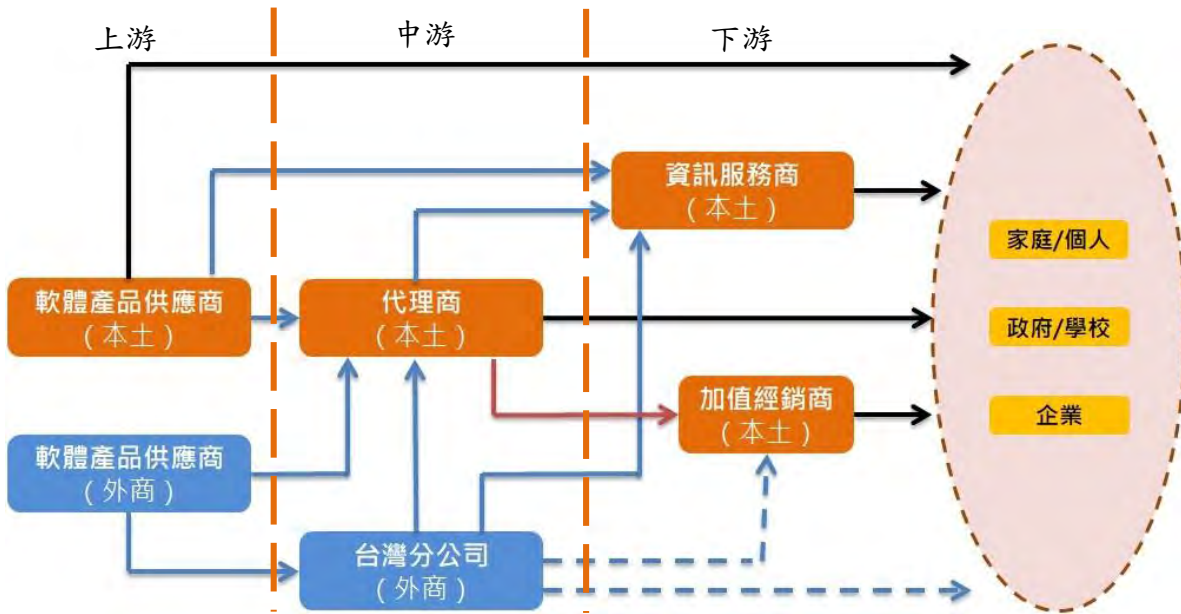 上游
中游
下游
資訊服務商
(本土)
家庭/個人
軟體產品供應商
(本土)
代理商
(本土)
政府/學校
加值經銷商
(本土)
企業
軟體產品供應商
(外商)
台灣分公司
(外商)